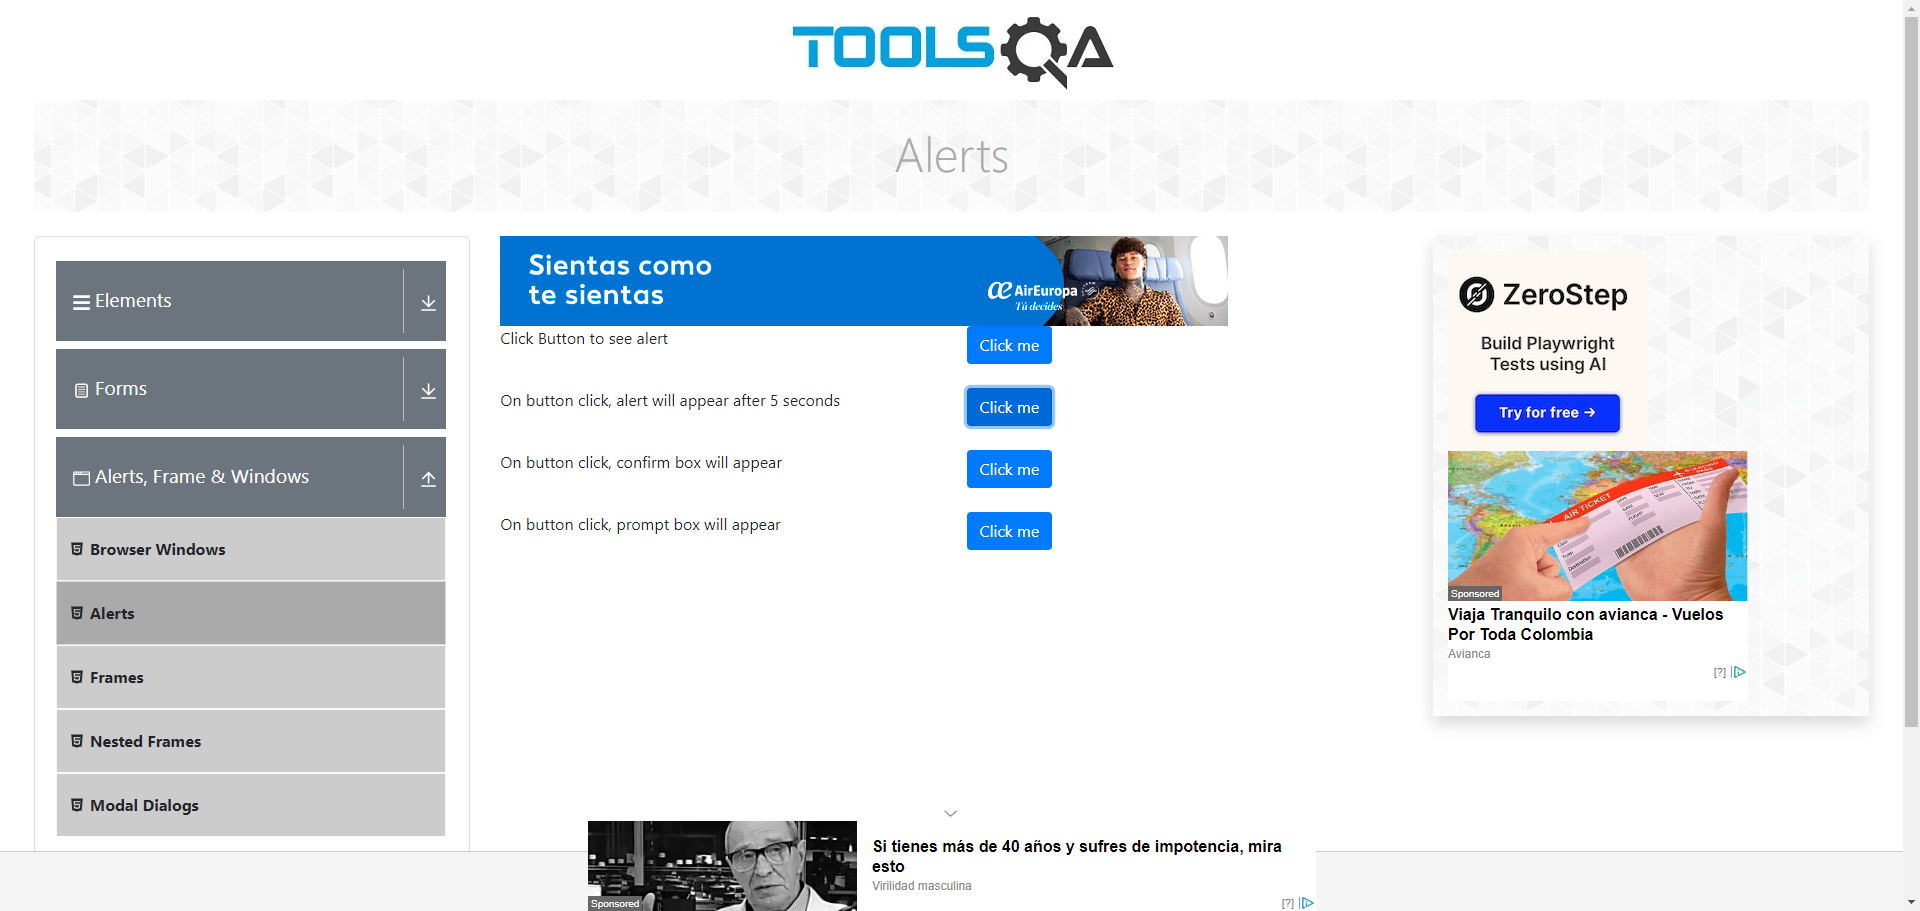 TOOLSQA
Alerts
Elements
Forms
Alerts, Frame & Windows
Browser Windows
Alerts
Frames
Nested Frames
Modal Dialogs
Sientas como
te sientas
AirEuropa
Tú decides
Click Button to see alert
Click me
On button click, alert will appear after 5 seconds
Click me
On button click, confirm box will appear
Click me
On button click, prompt box will appear
Click me
ZeroStep
Build Playwright
Tests using AI
Try for free →
AIR TICKET
BOARDING
PASS
Sponsored
Viaja Tranquilo con avianca - Vuelos
Por Toda Colombia
Avianca
[?]
Si tienes más de 40 años y sufres de impotencia, mira
esto
Virilidad masculina
Sponsored
[?]